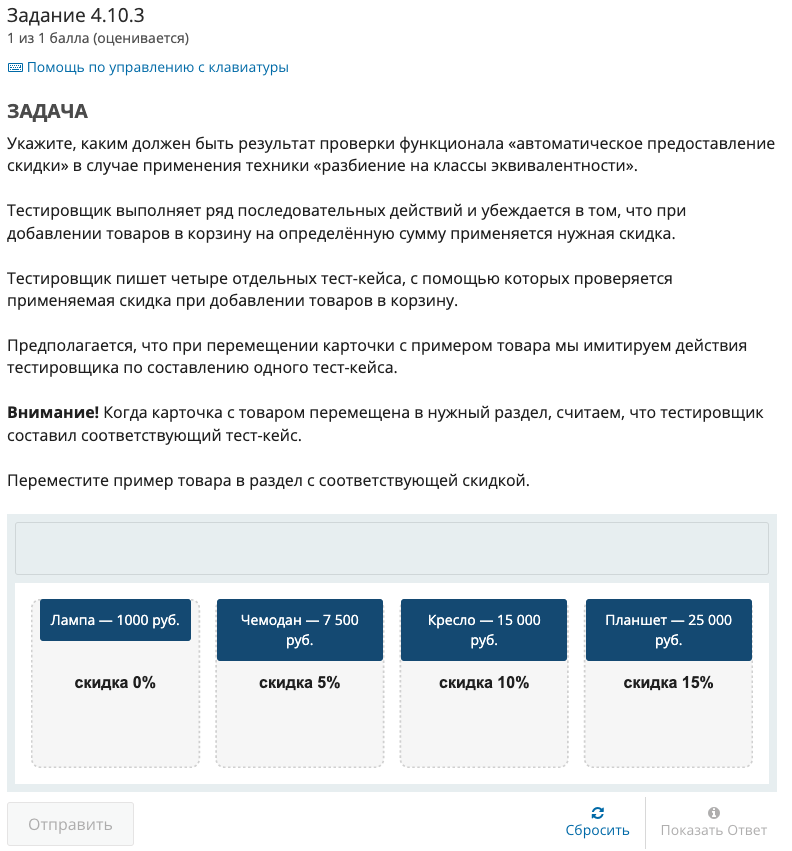 Задание 4.10.3
1 из 1 балла (оценивается)
Помощь по управлению с клавиатуры
ЗАДАЧА
Укажите, каким должен быть результат проверки функционала «автоматическое предоставление
скидки» в случае применения техники «разбиение на классы эквивалентности».
Тестировщик выполняет ряд последовательных действий и убеждается в том, что при
добавлении товаров в корзину на определённую сумму применяется нужная скидка.
Тестировщик пишет четыре отдельных тест-кейса, с помощью которых проверяется
применяемая скидка при добавлении товаров в корзину.
Предполагается, что при перемещении карточки с примером товара мы имитируем действия
тестировщика по составлению одного тест-кейса.
Внимание! Когда карточка с товаром перемещена в нужный раздел, считаем, что тестировщик
составил соответствующий тест-кейс.
Переместите пример товара в раздел с соответствующей скидкой.
Лампа — 1000 руб.
скидка 0%
Чемодан — 7 500
руб.
скидка 5%
Кресло — 15 000
руб.
скидка 10%
Планшет — 25 000
руб.
скидка 15%
Отправить
Сбросить
Показать Ответ